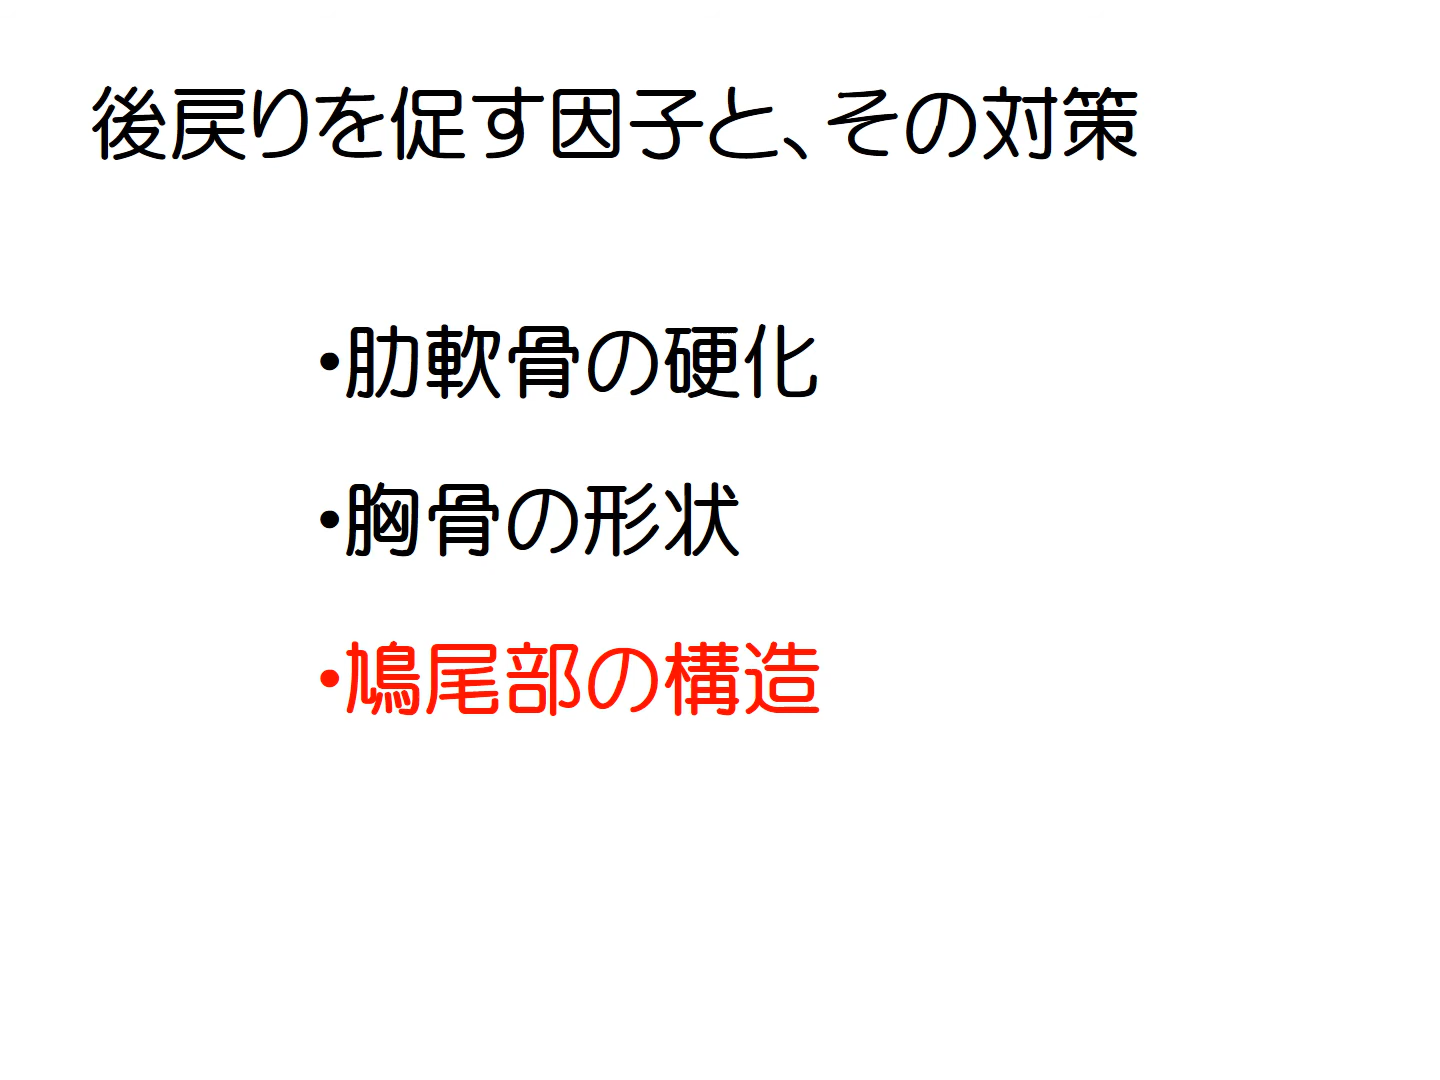 後戻りを促す因子と、その対策
・肋軟骨の硬化
・胸骨の形状
・鳩尾部の構造